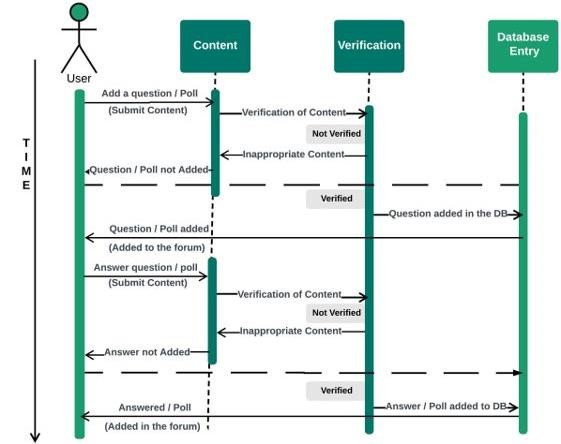 Content
Verification
Database
Entry
User
Add a question / Poll
(Submit Content)
Verification of Content
Not Verified
Inappropriate Content
Question / Poll not Added
T
I
M
E
Verified
Question added in the DB
Question / Poll added
(Added to the forum)
Answer question / poll
(Submit Content)
Verification of Content
Not Verified
Inappropriate Content
Answer not Added
Verified
Answered / Poll
Answer / Poll added to DB
(Added in the forum)